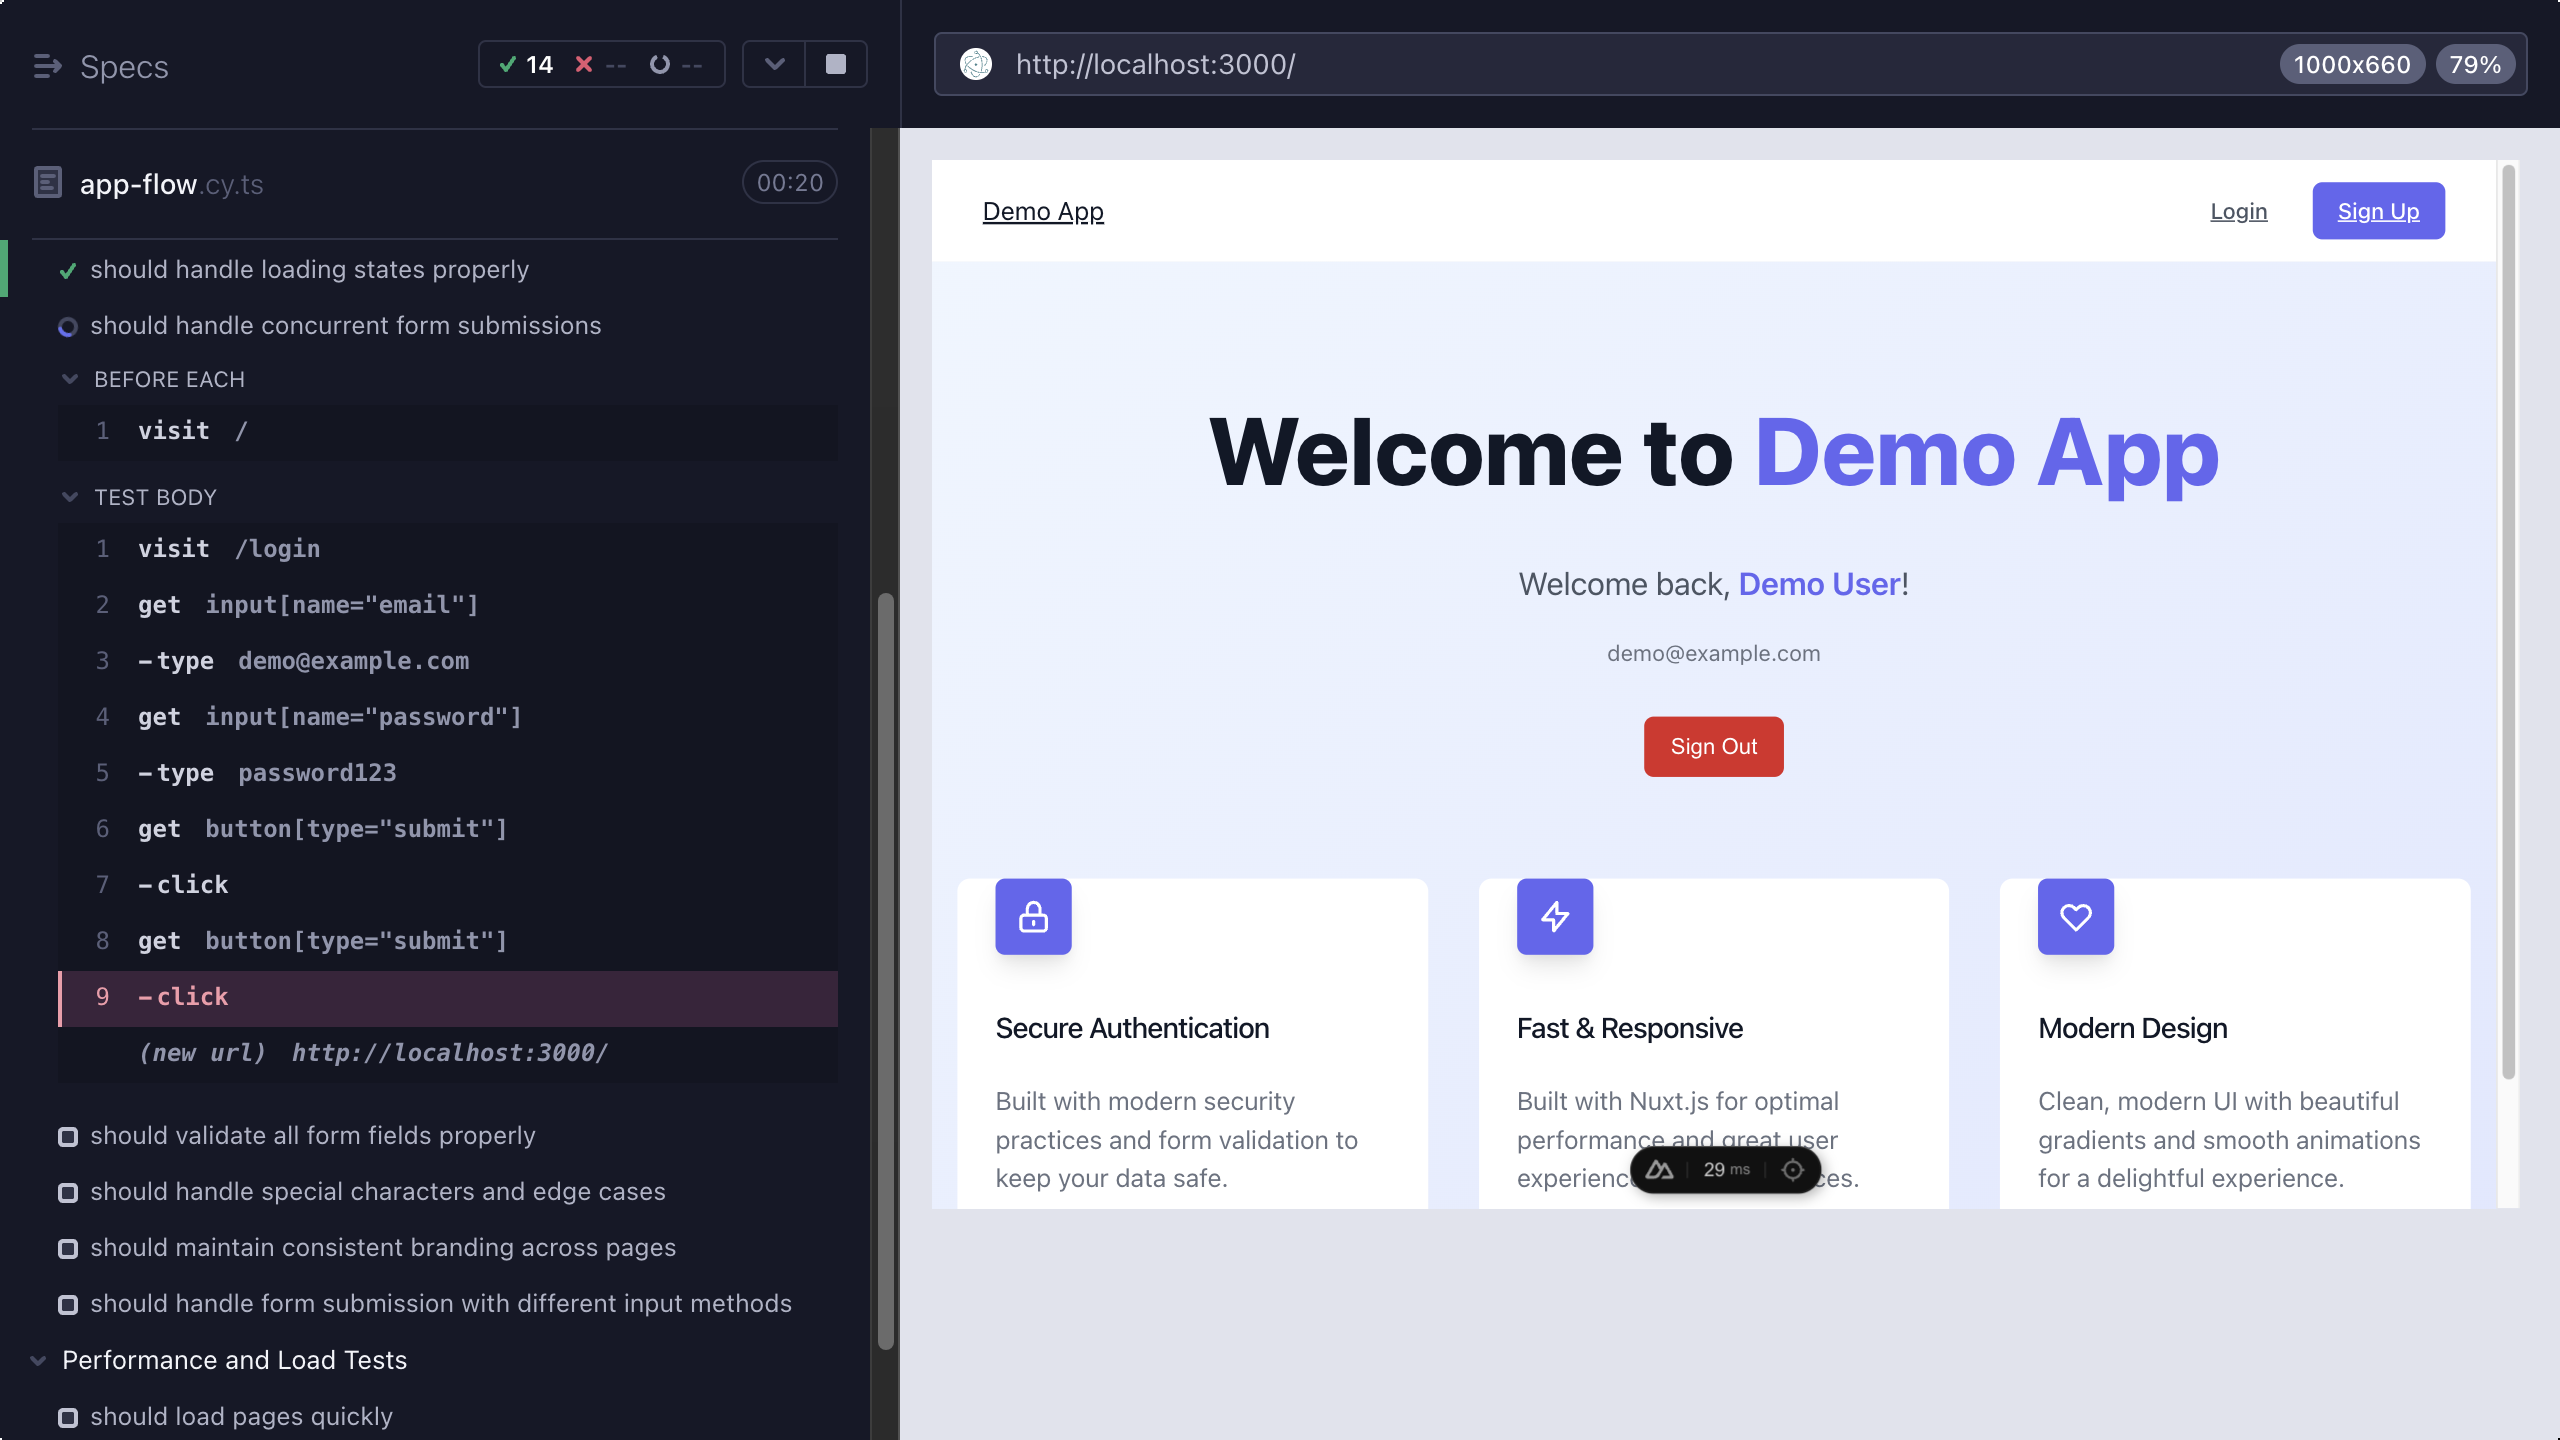 Specs
14
--
--
app-flow.cy.ts
00:20
should handle loading states properly
should handle concurrent form submissions
BEFORE EACH
1 visit /
TEST BODY
1 visit /login
2 get input[name="email"]
3 -type demo@example.com
4 get input[name="password"]
5 -type password123
6 get button[type="submit"]
7 -click
8 get button[type="submit"]
9 -click
(new url) http://localhost:3000/
should validate all form fields properly
should handle special characters and edge cases
should maintain consistent branding across pages
should handle form submission with different input methods
Performance and Load Tests
should load pages quickly
http://localhost:3000/
1000x660
79%
Demo App
Login
Sign Up
Welcome to Demo App
Welcome back, Demo User!
demo@example.com
Sign Out
Secure Authentication
Built with modern security
practices and form validation to
keep your data safe.
Fast & Responsive
Built with Nuxt.js for optimal
performance and great user
Modern Design
Clean, modern UI with beautiful
gradients and smooth animations
for a delightful experience.
29 ms